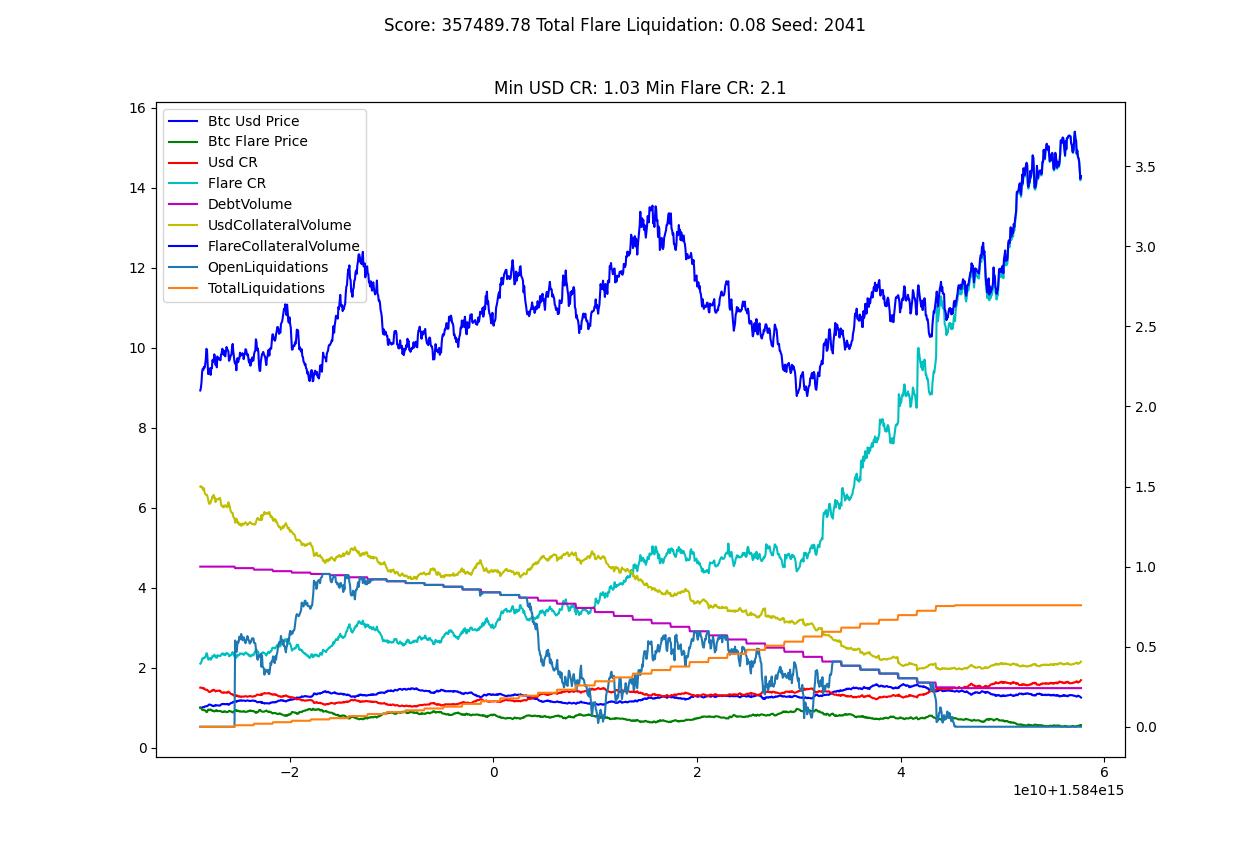 Score: 357489.78 Total Flare Liquidation: 0.08 Seed: 2041
Min USD CR: 1.03 Min Flare CR: 2.1
Btc Usd Price
Btc Flare Price
Usd CR
Flare CR
DebtVolume
UsdCollateralVolume
FlareCollateralVolume
OpenLiquidations
TotalLiquidations
16
14
12
10
8
6
4
2
0
3.5
3.0
2.5
2.0
1.5
1.0
0.5
0.0
−2
0
2
4
6
1e10+1.584e15